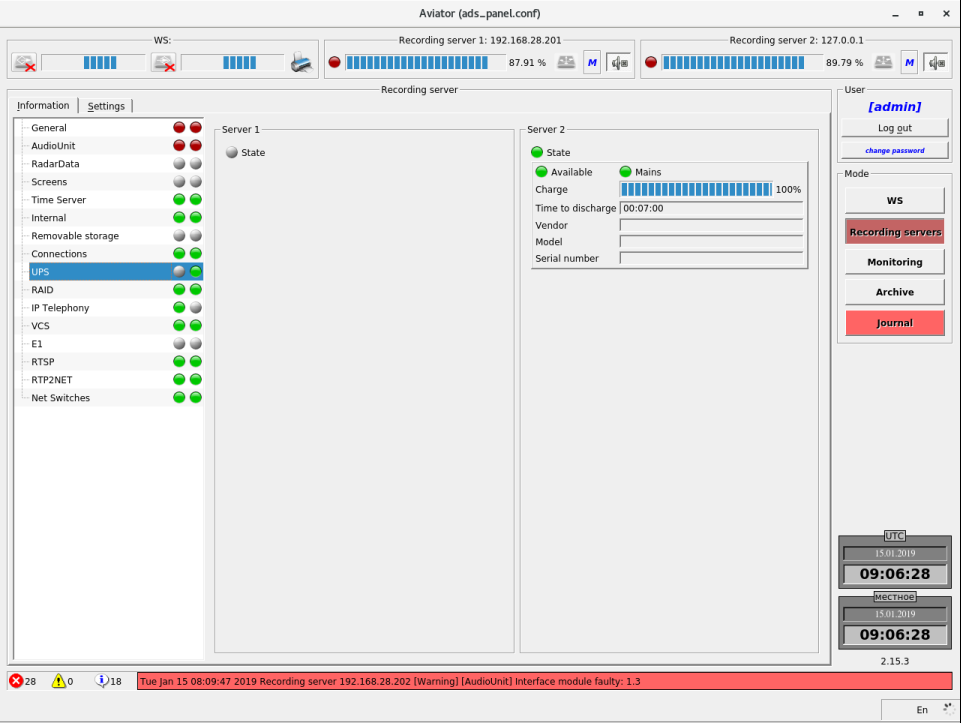 Aviator (ads_panel.conf)
WS:
Recording server 1: 192.168.28.201
87.91 %
M
Recording server 2: 127.0.0.1
89.79 %
M
Recording server
Information
Settings
General
AudioUnit
RadarData
Screens
Time Server
Internal
Removable storage
Connections
UPS
RAID
IP Telephony
VCS
E1
RTSP
RTP2NET
Net Switches
Server 1
State
Server 2
State
Available
Mains
Charge
100%
Time to discharge
00:07:00
Vendor
Model
Serial number
User
[admin]
Log out
change password
Mode
WS
Recording servers
Monitoring
Archive
Journal
UTC
15.01.2019
09:06:28
местное
15.01.2019
09:06:28
2.15.3
28
0
18
Tue Jan 15 08:09:47 2019 Recording server 192.168.28.202 [Warning] [AudioUnit] Interface module faulty: 1.3
En